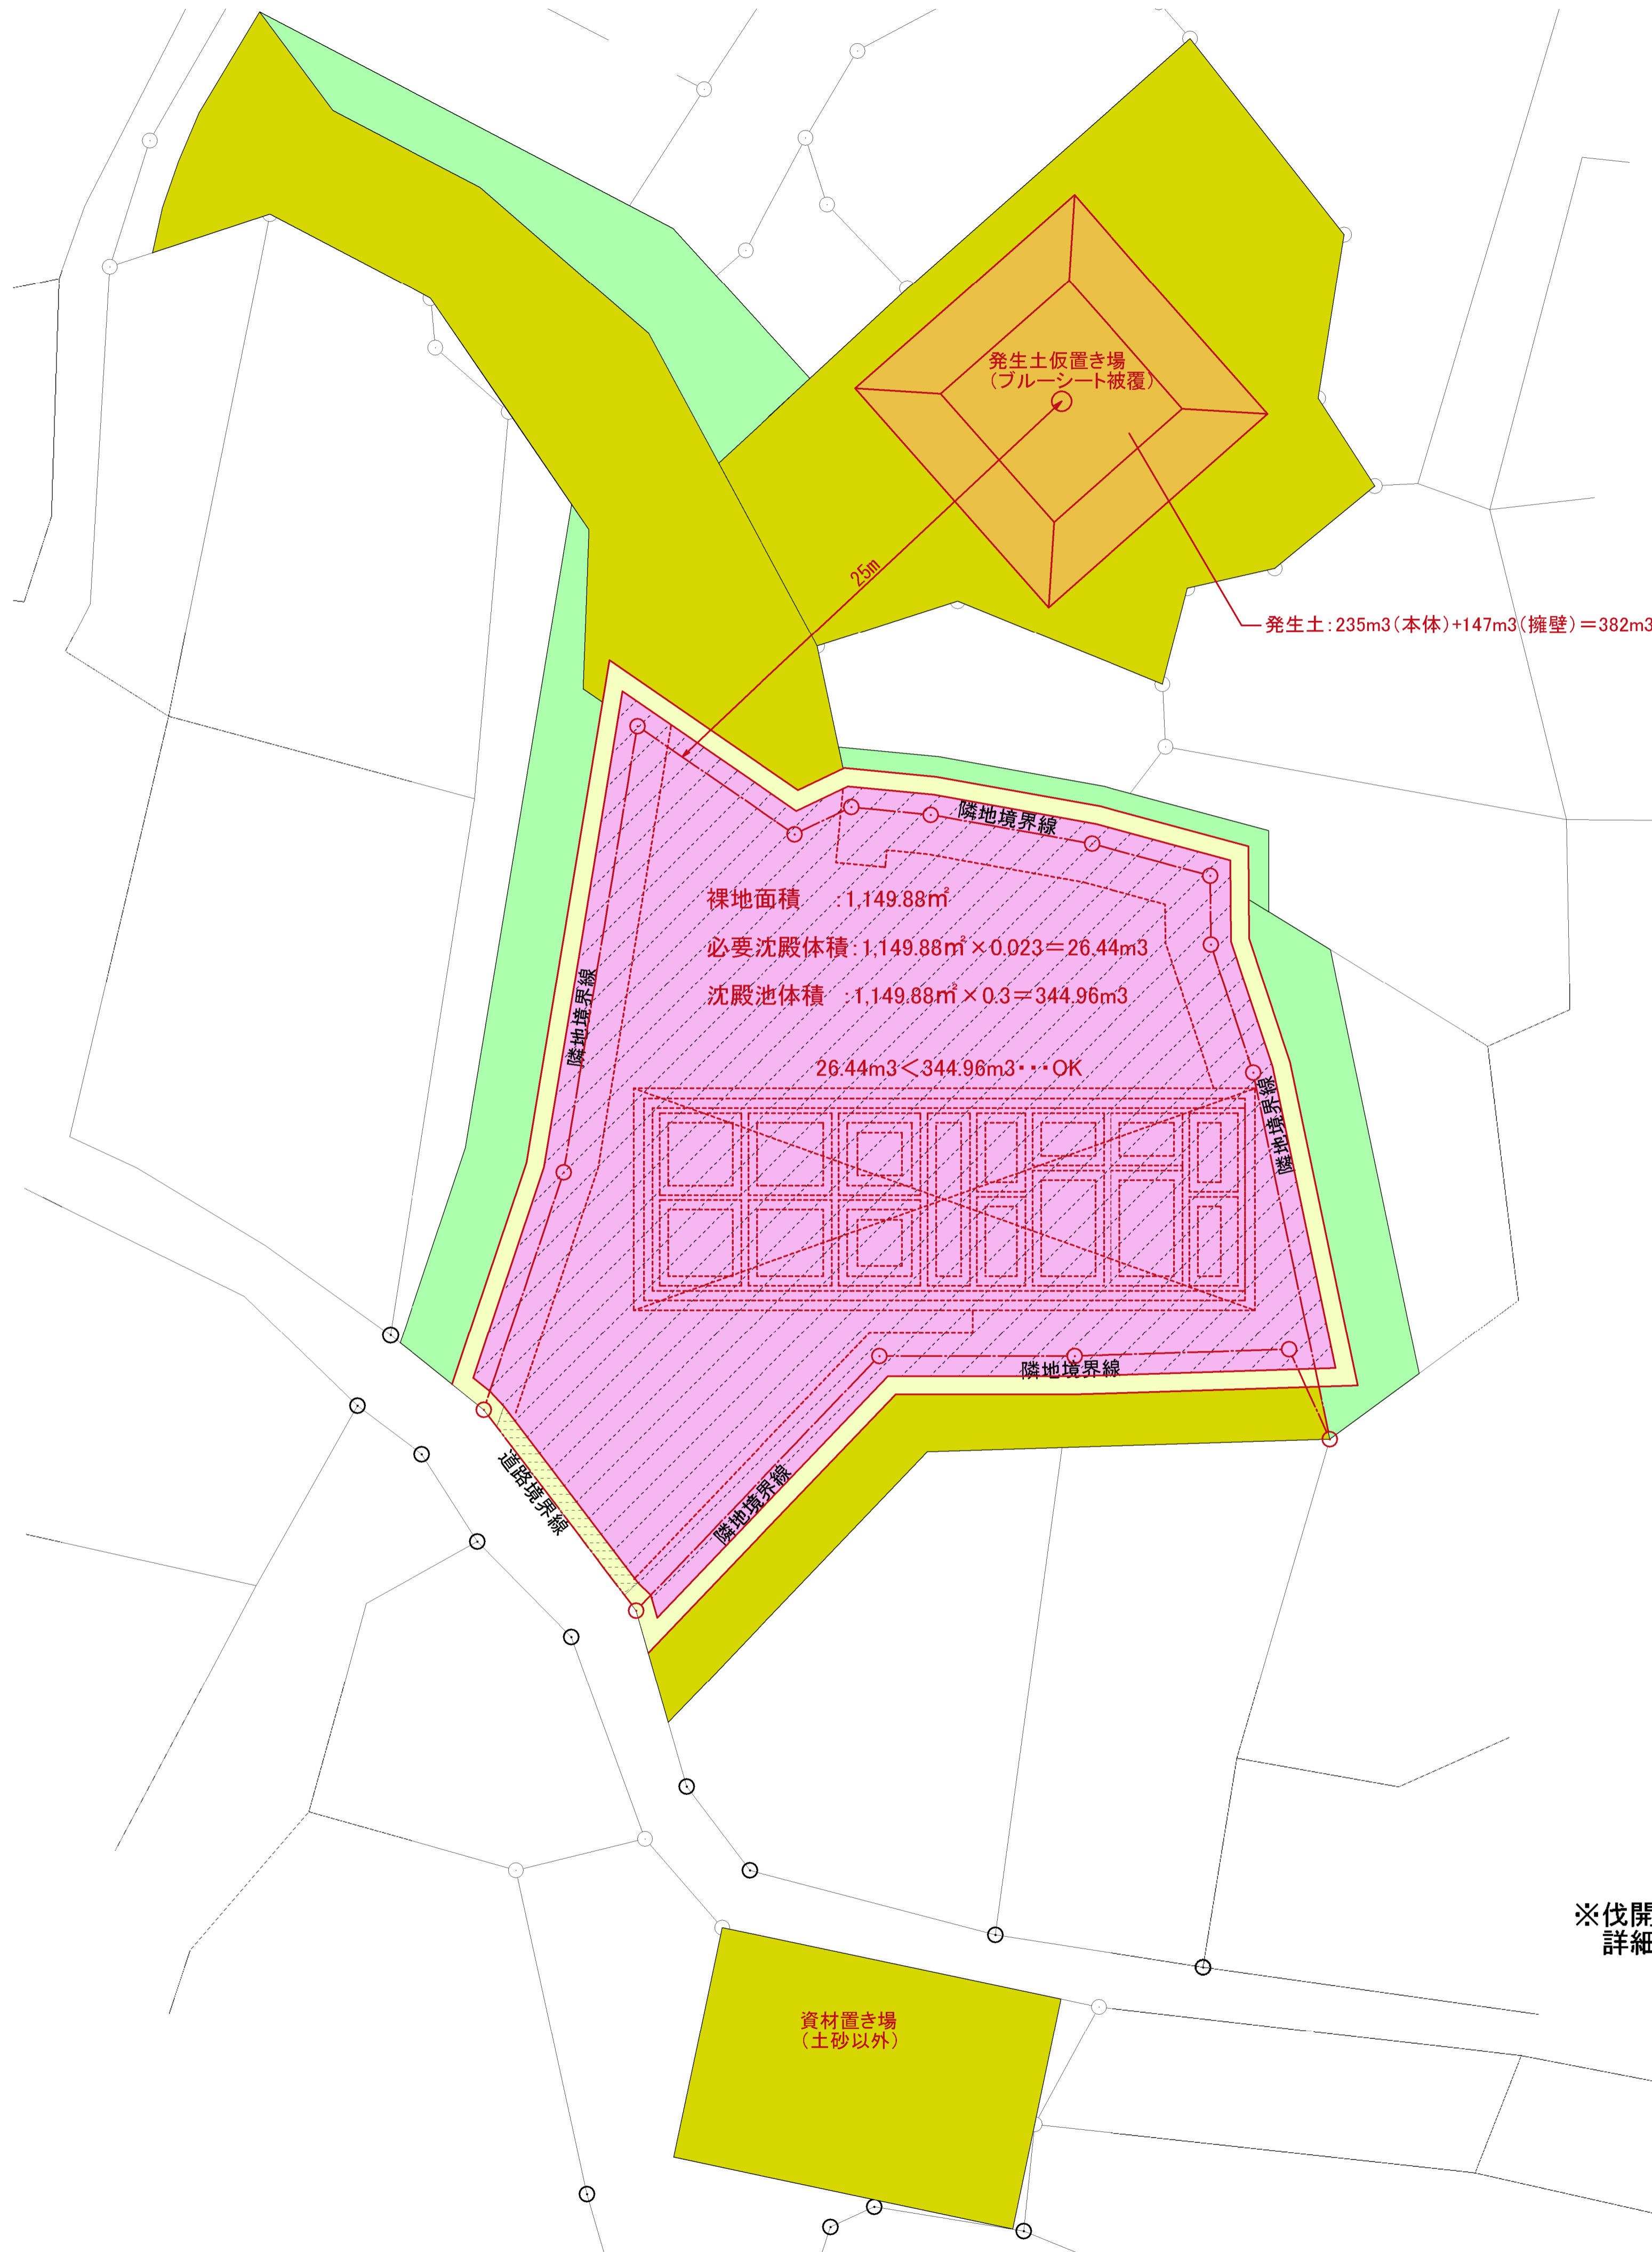 発生土仮置き場
（ブルーシート被覆）
25m
発生土：235m3（本体）+147m3（擁壁）＝382m3
隣地境界線
裸地面積　：1,149.88㎡
必要沈殿体積：1,149.88㎡×0.023＝26.44m3
沈殿池体積　：1,149.88㎡×0.3＝344.96m3
隣地境界線
26.44m3＜344.96m3・・・OK
隣地境界線
隣地境界線
道路境界線
隣地境界線
※伐開
詳細
資材置き場
（土砂以外）